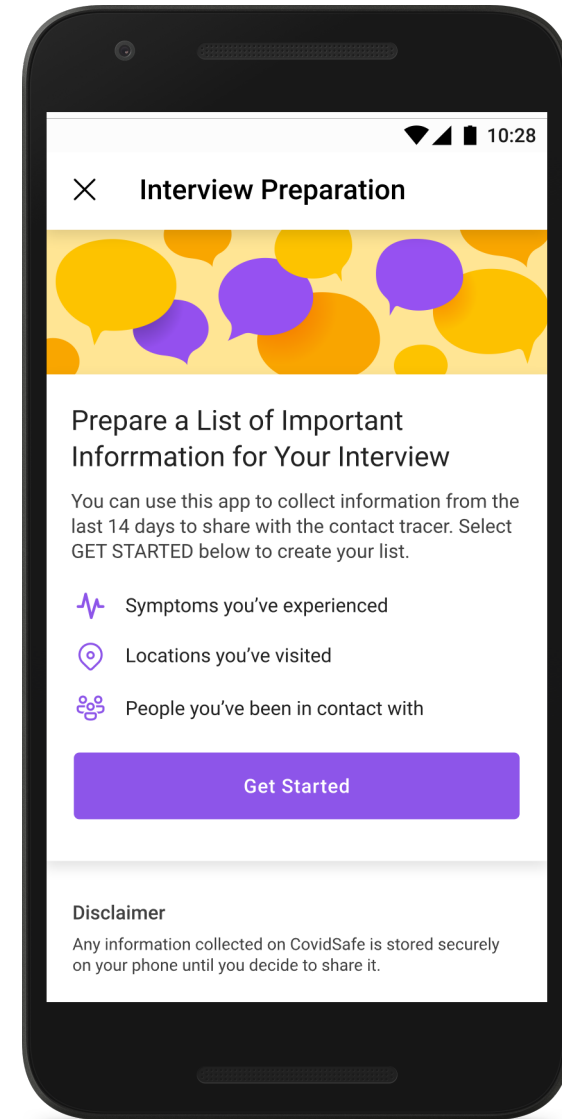 10:28
Interview Preparation
Prepare a List of Important
Inforrmation for Your Interview
You can use this app to collect information from the
last 14 days to share with the contact tracer. Select
GET STARTED below to create your list.
Symptoms you’ve experienced
Locations you’ve visited
People you’ve been in contact with
Get Started
Disclaimer
Any information collected on CovidSafe is stored securely
on your phone until you decide to share it.